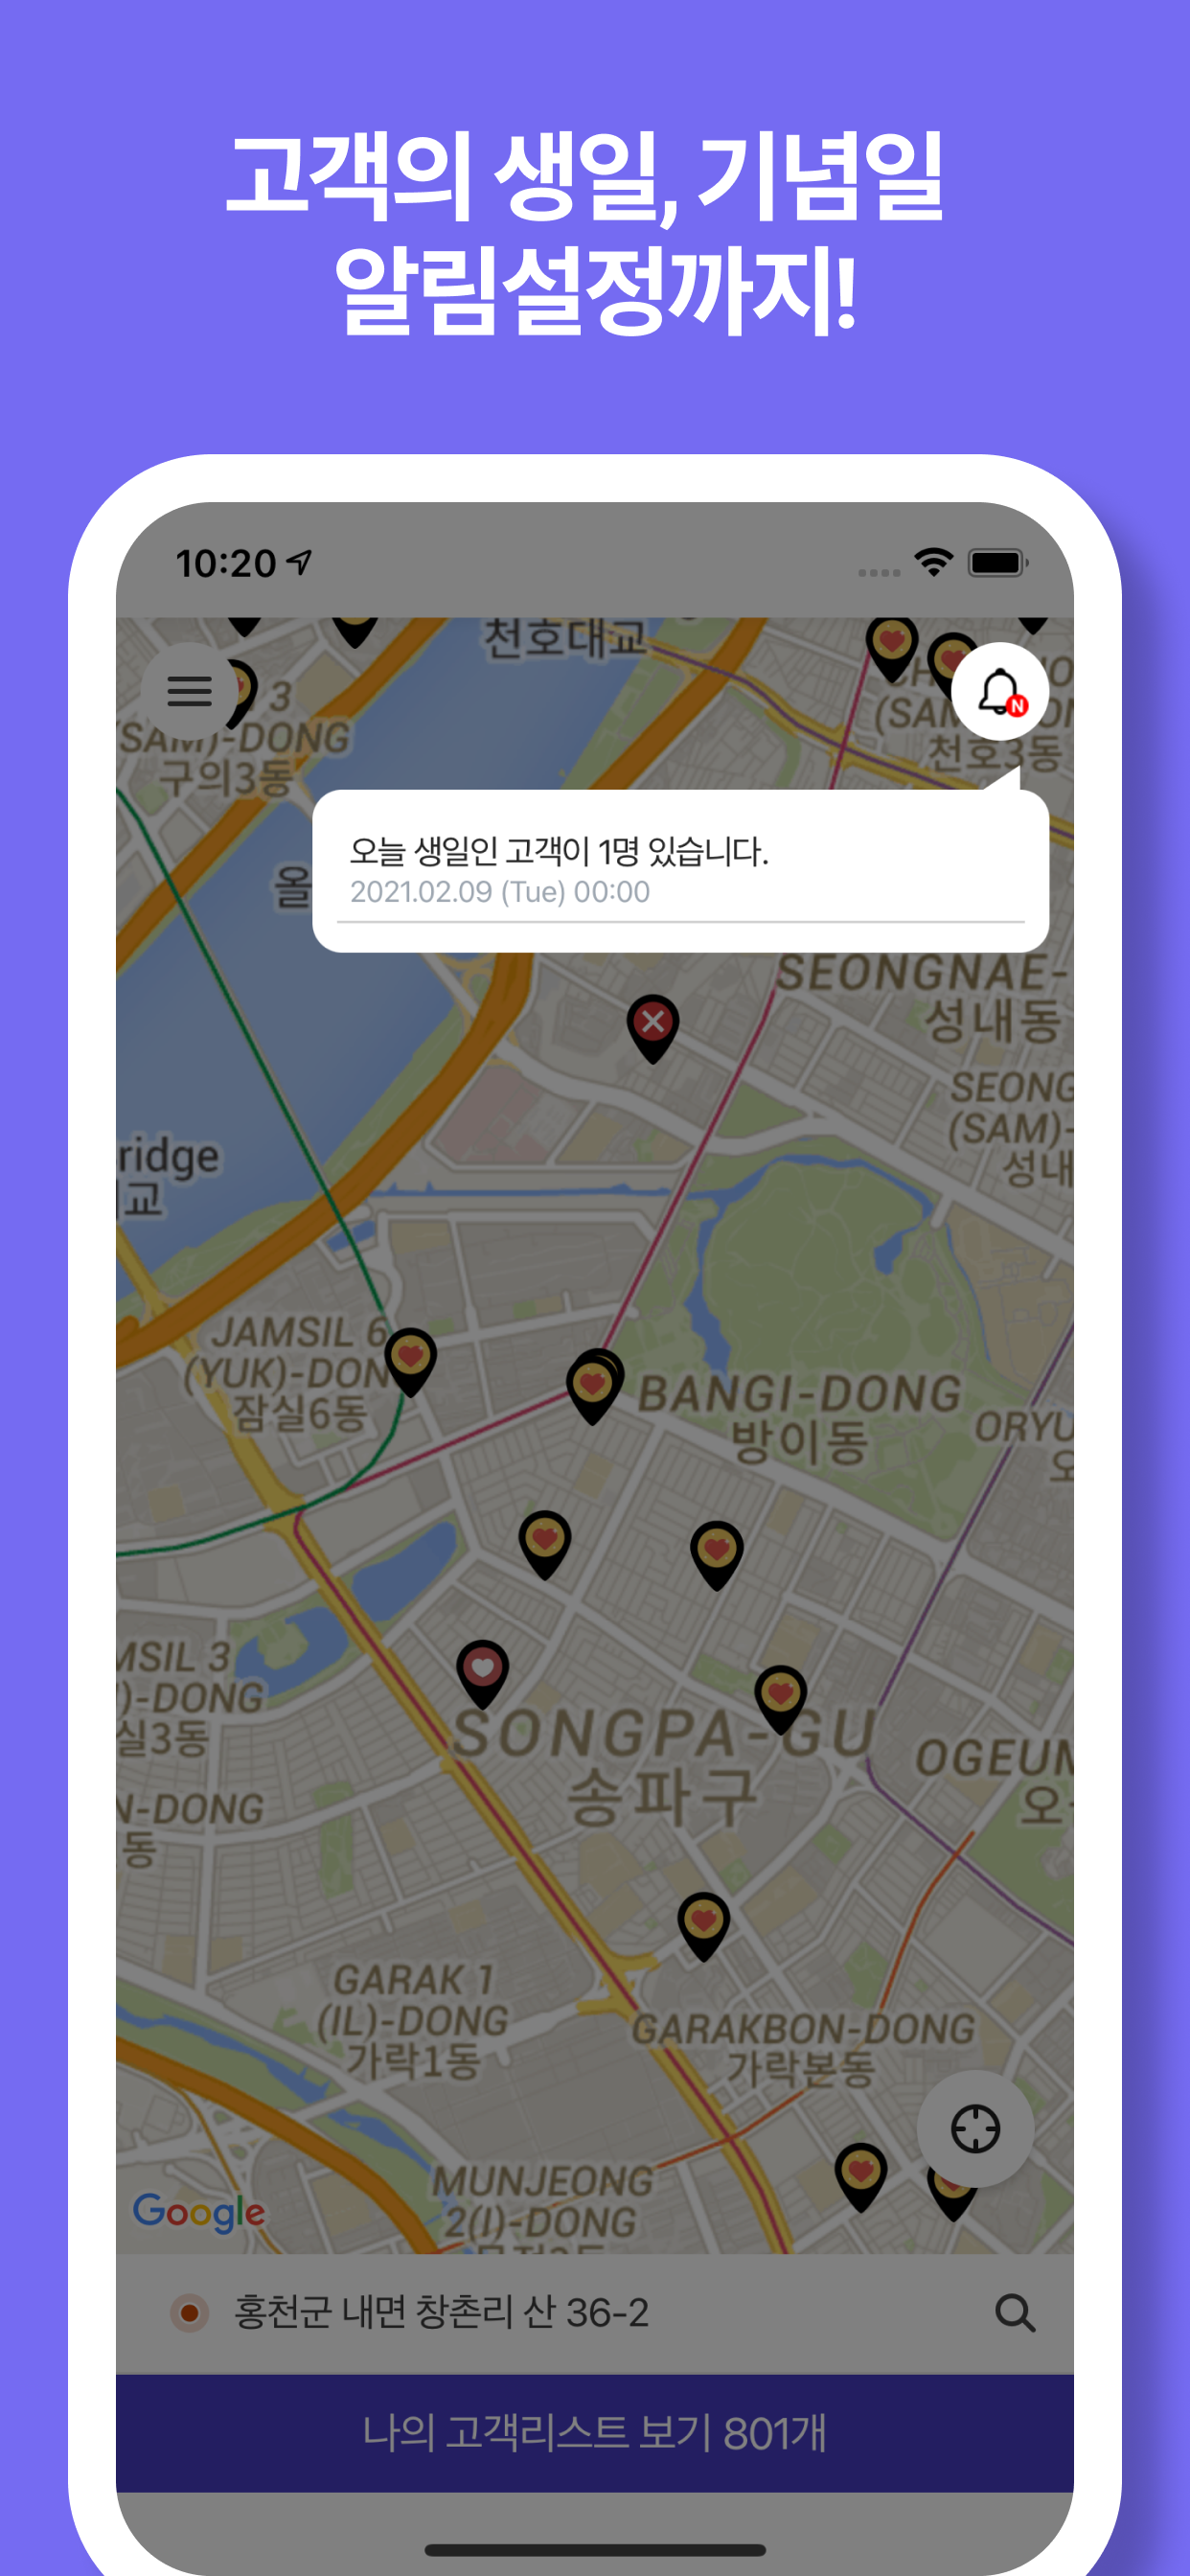 고객의 생일, 기념일
알림설정까지!
10:20
천호대교
3
(SAM)-DONG
구의3동
(SAM
천호3동
N
오늘 생일인 고객이 1명 있습니다.
2021.02.09 (Tue) 00:00
올
SEONGNAE-
성내동
SEONG
(SAM)-
성내
ridge
교
JAMSIL 6
(YUK)-DON
잠실6동
BANGI-DONG
방이동
ORYU
MSIL 3
)-DONG
실3동
SONGPA-GU
송파구
OGEUM
오
N-DONG
동
GARAK 1
(IL)-DONG
가락1동
GARAKBON-DONG
가락본동
MUNJEONG
2(I)-DONG
Google
홍천군 내면 창촌리 산 36-2
나의 고객리스트 보기 801개